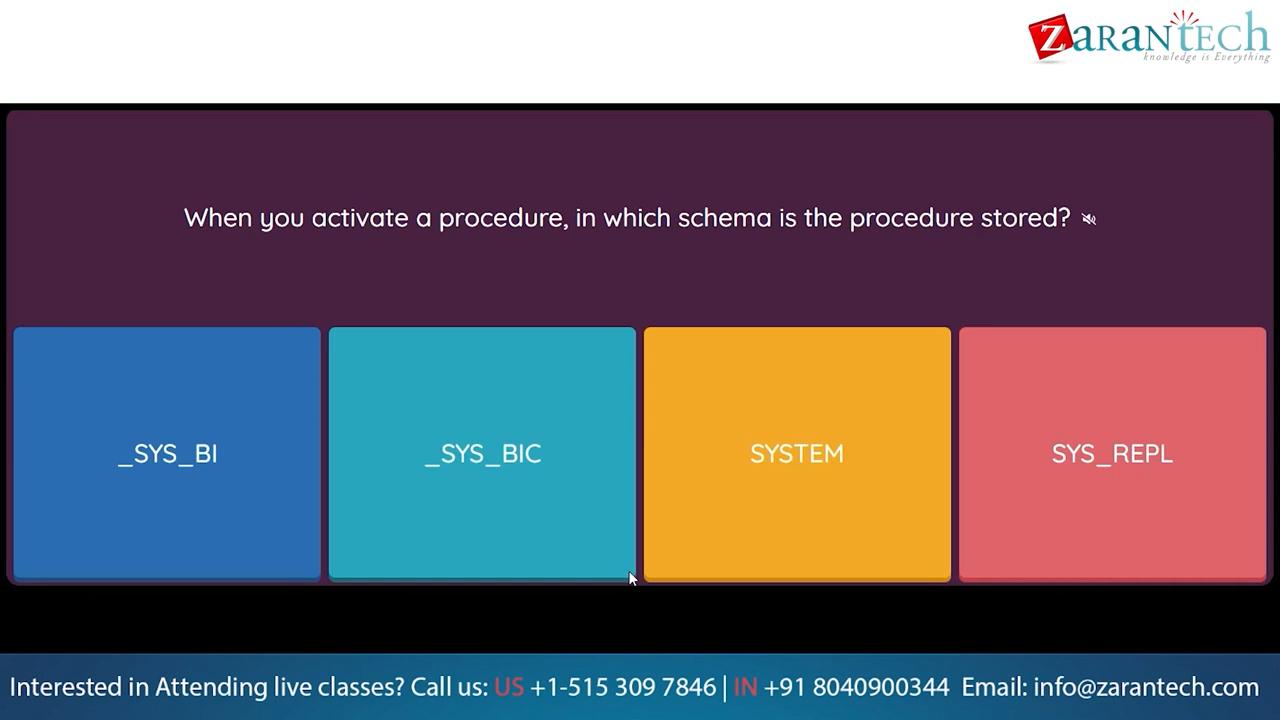 ZARANTECH
knowledge is Everything
When you activate a procedure, in which schema is the procedure stored?
_SYS_BI
_SYS_BIC
SYSTEM
SYS_REPL
Interested in Attending live classes? Call us: US +1-515 309 7846 | IN +91 8040900344 Email: info@zarantech.com